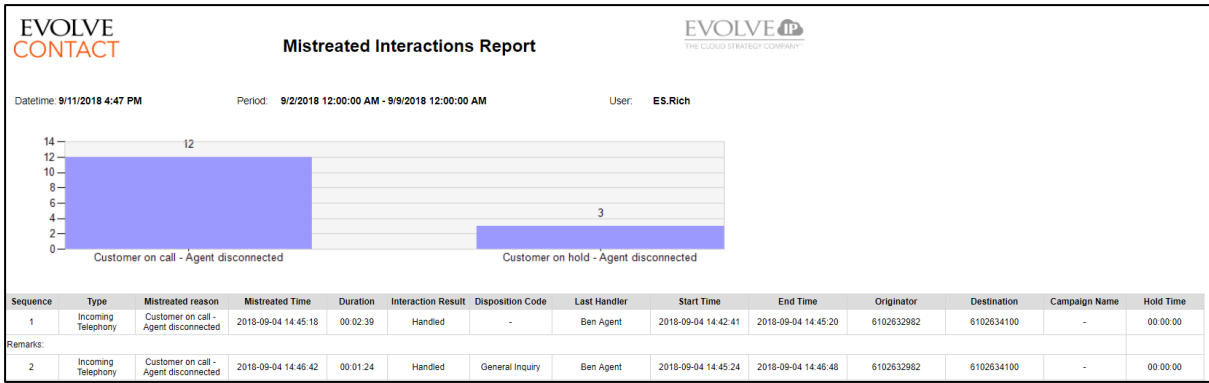 EVOLVE
CONTACT
Mistreated Interactions Report
EVOLVE IP
THE CLOUD STRATEGY COMPANY™
Datetime: 9/11/2018 4:47 PM Period: 9/2/2018 12:00:00 AM - 9/9/2018 12:00:00 AM User: ES.Rich
14
12
10
8
6
4
2
0
12
3
Customer on call - Agent disconnected Customer on hold - Agent disconnected
Sequence Type Mistreated reason Mistreated Time Duration Interaction Result Disposition Code Last Handler Start Time End Time Originator Destination Campaign Name Hold Time
1 Incoming Telephony Customer on call - Agent disconnected 2018-09-04 14:45:18 00:02:39 Handled - Ben Agent 2018-09-04 14:42:41 2018-09-04 14:45:20 6102632982 6102634100 - 00:00:00
Remarks:
2 Incoming Telephony Customer on call - Agent disconnected 2018-09-04 14:46:42 00:01:24 Handled General Inquiry Ben Agent 2018-09-04 14:45:24 2018-09-04 14:46:48 6102632982 6102634100 - 00:00:00